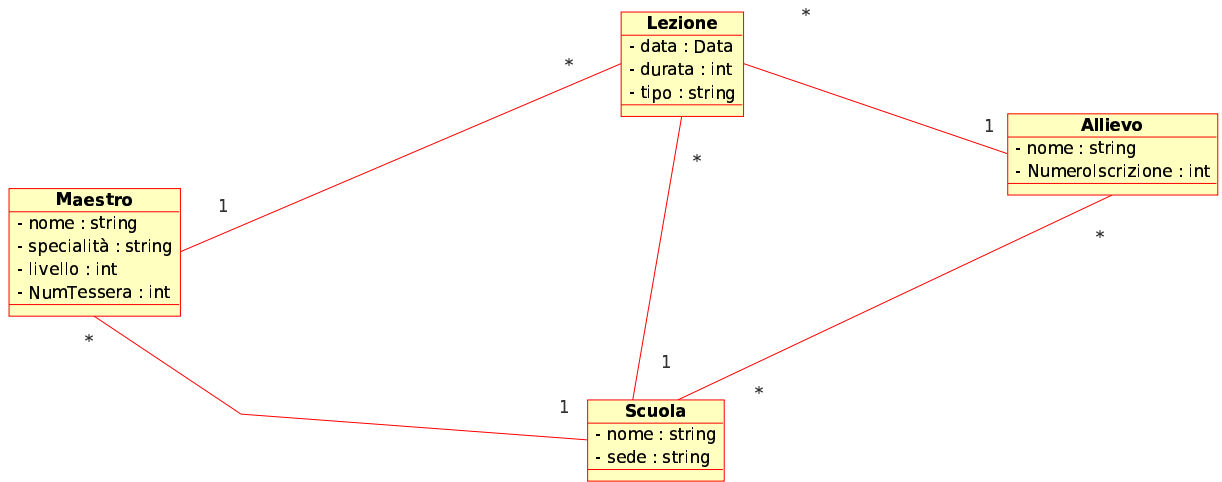 Lezione
- data : Data
- durata : int
- tipo : string
*
*
*
1
Allievo
- nome : string
- NumeroIscrizione : int
*
Maestro
- nome : string
- specialità : string
- livello : int
- NumTessera : int
1
*
1
1
*
Scuola
- nome : string
- sede : string